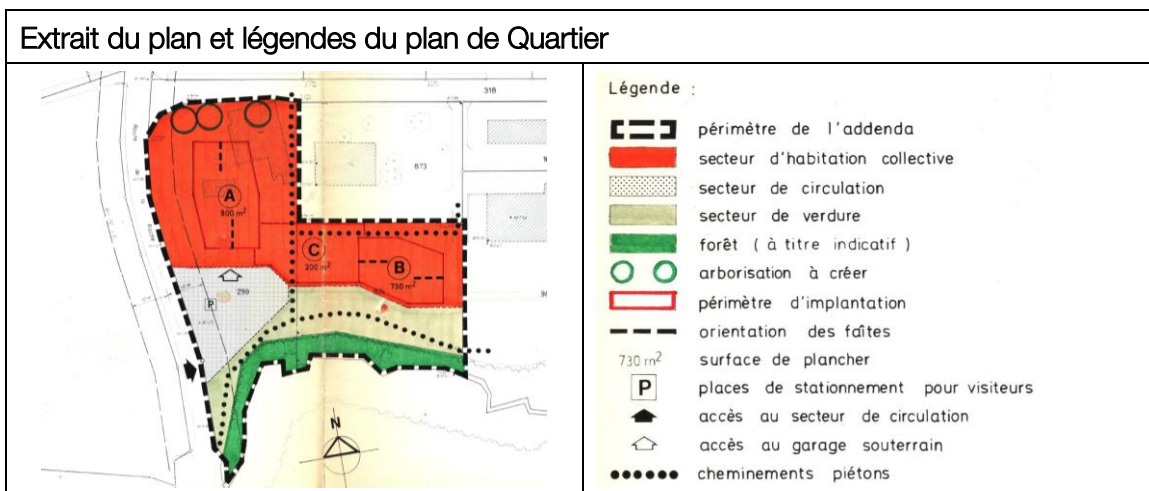 Extrait du plan et légendes du plan de Quartier
318
873
A
900 m²
C
200 m²
B
730 m²
299
P
N
Légende :
périmètre de l'addenda
secteur d'habitation collective
secteur de circulation
secteur de verdure
forêt ( à titre indicatif )
arborisation à créer
périmètre d'implantation
orientation des faîtes
730 m² surface de plancher
P places de stationnement pour visiteurs
accès au secteur de circulation
accès au garage souterrain
cheminements piétons